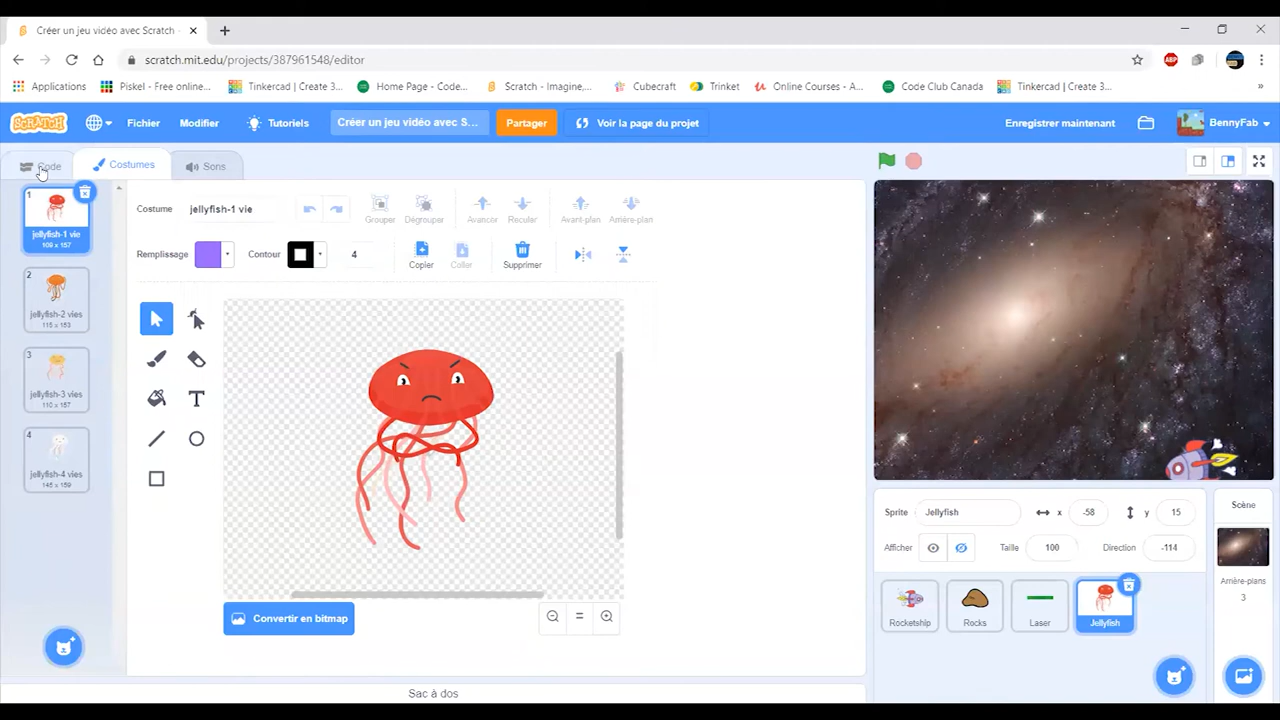 Créer un jeu vidéo avec Scratch -
scratch.mit.edu/projects/387961548/editor
ABP
Applications Piskel - Free onlin... Tinkercad | Create 3... Home Page - Code... Scratch - Imagine,... Cubecraft Trinket Online Courses - A... Code Club Canada Tinkercad | Create 3... »
SCRATCH Fichier Modifier Tutoriels Créer un jeu vidéo avec S... Partager Voir la page du projet Enregistrer maintenant BennyFab
Code Costumes Sons
1
jellyfish-1 vie
109 x 157
2
jellyfish-2 vies
115 x 153
3
jellyfish-3 vies
110 x 157
4
jellyfish-4 vies
146 x 159
Costume jellyfish-1 vie Grouper Dégrouper Avancer Reculer Avant-plan Arrière-plan
Remplissage Contour 4 Copier Coller Supprimer
Convertir en bitmap
Sac à dos
Sprite Jellyfish x -58 y 15
Afficher Taille 100 Direction -114
Rocketship Rocks Laser Jellyfish
Scène
Arrière-plans
3